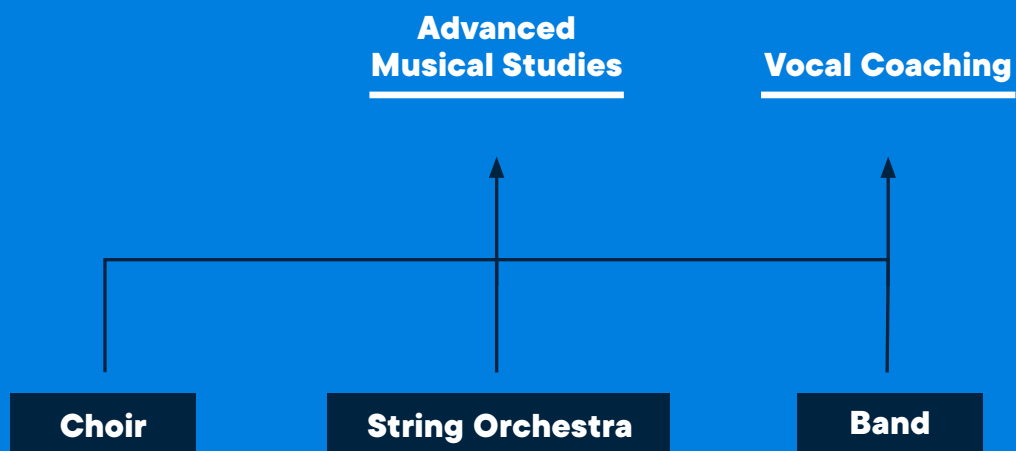 Advanced
Musical Studies
Vocal Coaching
Choir
String Orchestra
Band